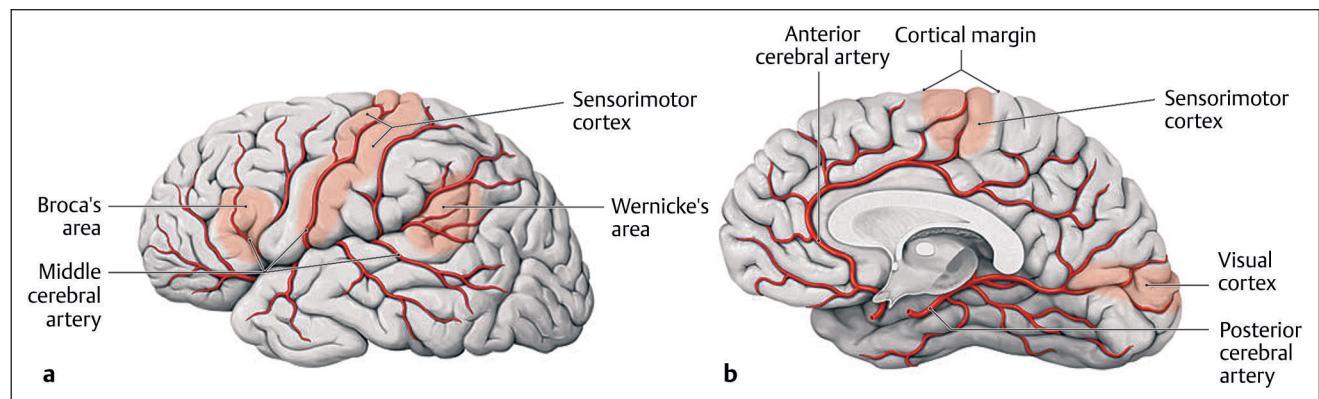 Sensorimotor
cortex
Broca's
area
Wernicke's
area
Middle
cerebral
artery
a
Anterior
cerebral artery
Cortical margin
Sensorimotor
cortex
Visual
cortex
Posterior
cerebral
artery
b